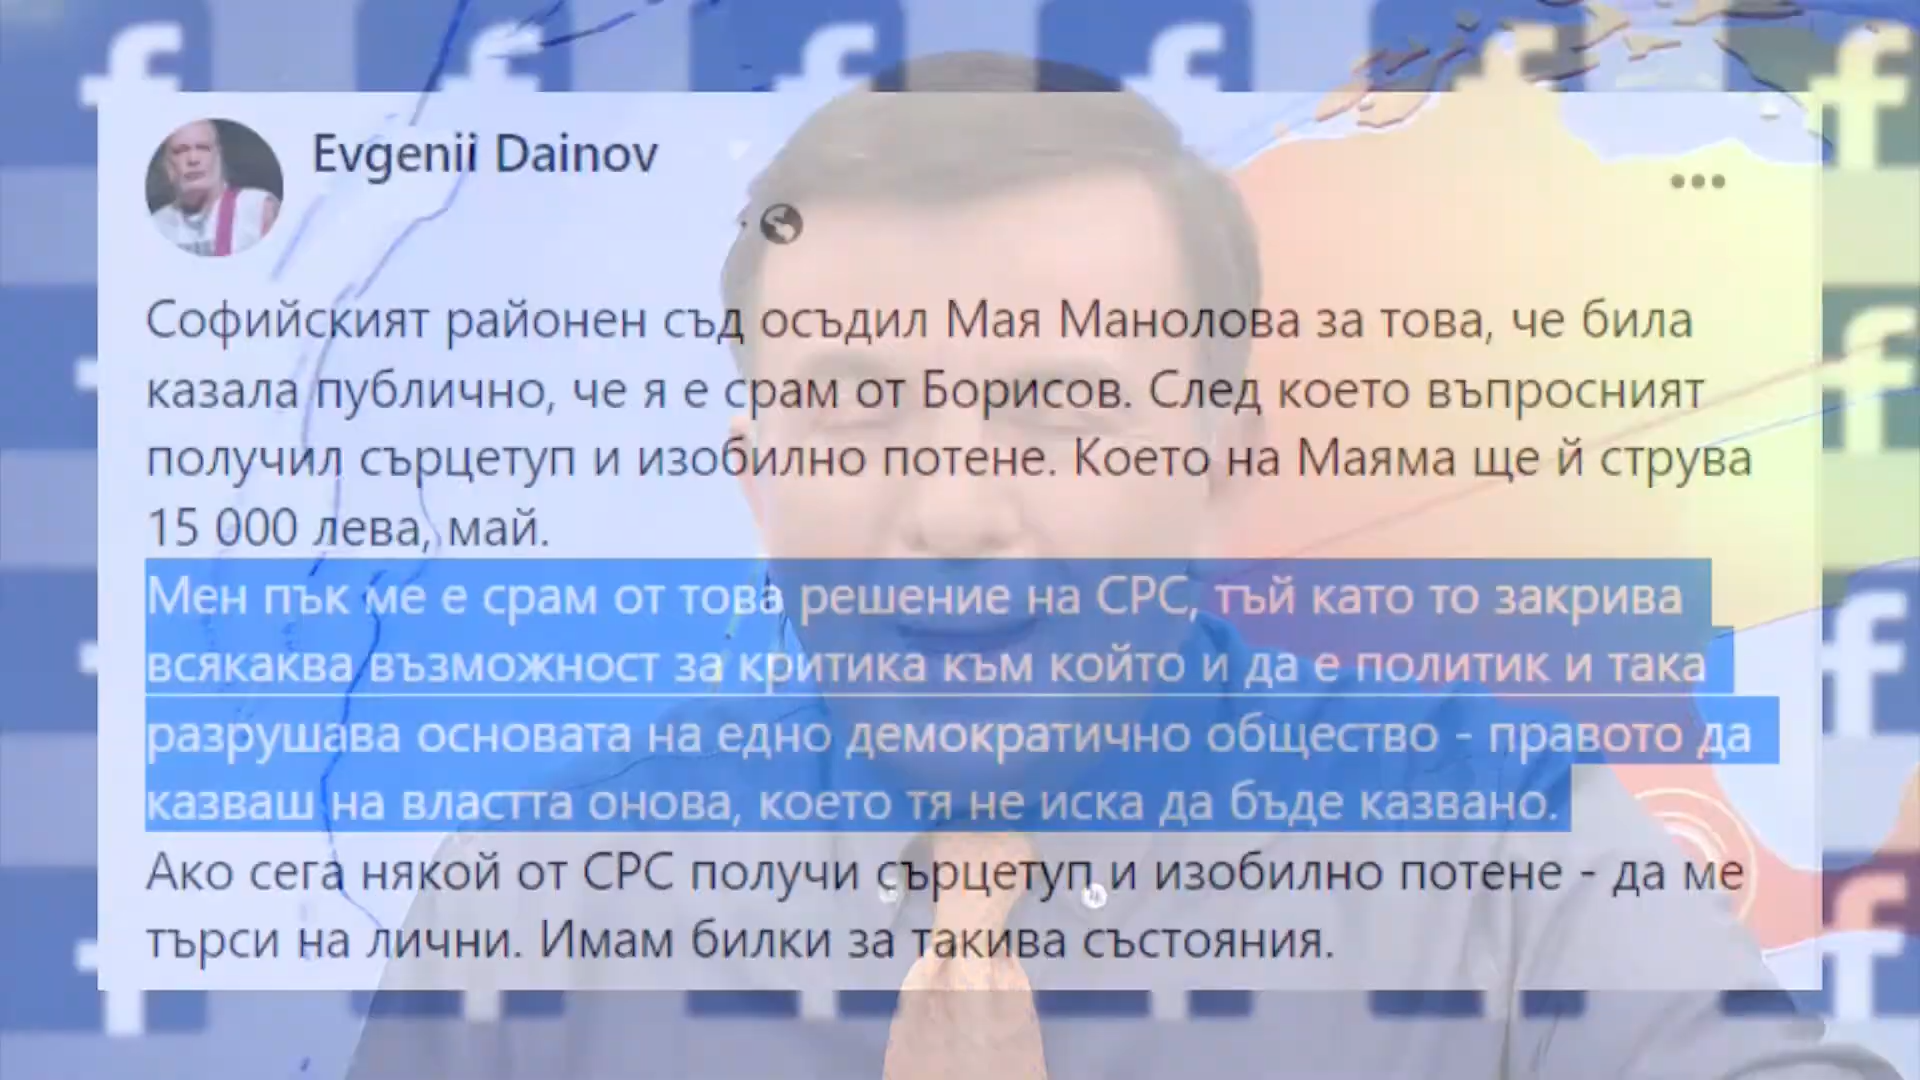 Evgenii Dainov
Софийският районен съд осъдил Мая Манолова за това, че била
казала публично, че я е срам от Борисов. След което въпросният
получил сърцетуп и изобилно потене. Което на Маяма ще й струва
15 000 лева, май.
Мен пък ме е срам от това решение на СРС, тъй като то закрива
всякаква възможност за критика към който и да е политик и така
разрушава основата на едно демократично общество - правото да
казваш на властта онова, което тя не иска да бъде казвано.
Ако сега някой от СРС получи сърцетуп и изобилно потене - да ме
търси на лични. Имам билки за такива състояния.